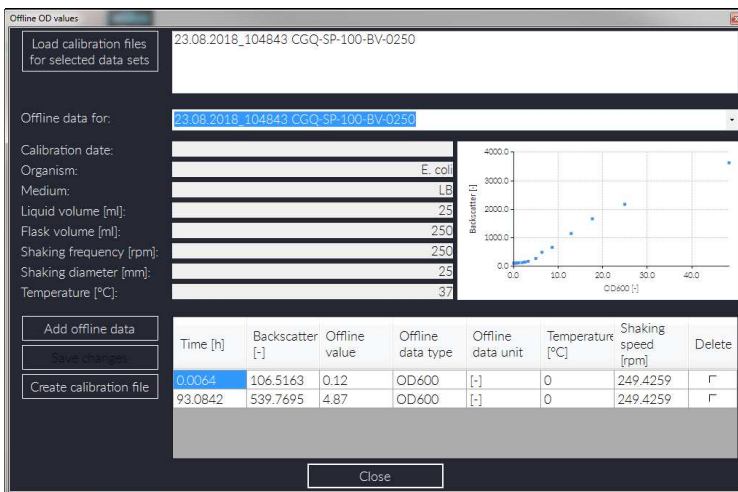 Offline OD values
Load calibration files
for selected data sets
23.08.2018_104843 CGQ-SP-100-BV-0250
Offline data for:
23.08.2018_104843 CGQ-SP-100-BV-0250
Calibration date:
Organism:
E. coli
Medium:
LB
Liquid volume [ml]:
25
Flask volume [ml]:
250
Shaking frequency [rpm]:
250
Shaking diameter [mm]:
25
Temperature [°C]:
37
4000.0
3000.0
2000.0
1000.0
0.0
Backscatter [-]
0.0 10.0 20.0 30.0 40.0
OD600 [-]
Add offline data
Save changes
Create calibration file
Time [h] Backscatter [-] Offline value Offline data type Offline data unit Temperature [°C] Shaking speed [rpm] Delete
0.0064 106.5163 0.12 OD600 [-] 0 249.4259
93.0842 539.7695 4.87 OD600 [-] 0 249.4259
Close